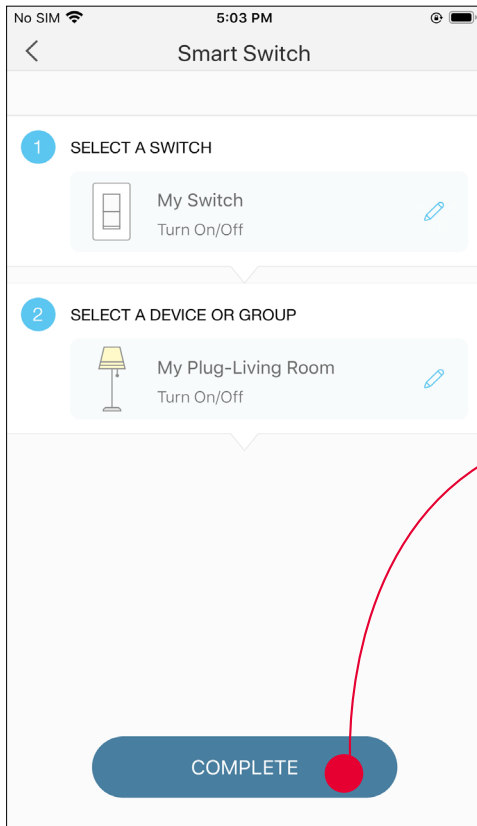 No SIM 5:03 PM
Smart Switch
1 SELECT A SWITCH
My Switch
Turn On/Off
2 SELECT A DEVICE OR GROUP
My Plug-Living Room
Turn On/Off
COMPLETE